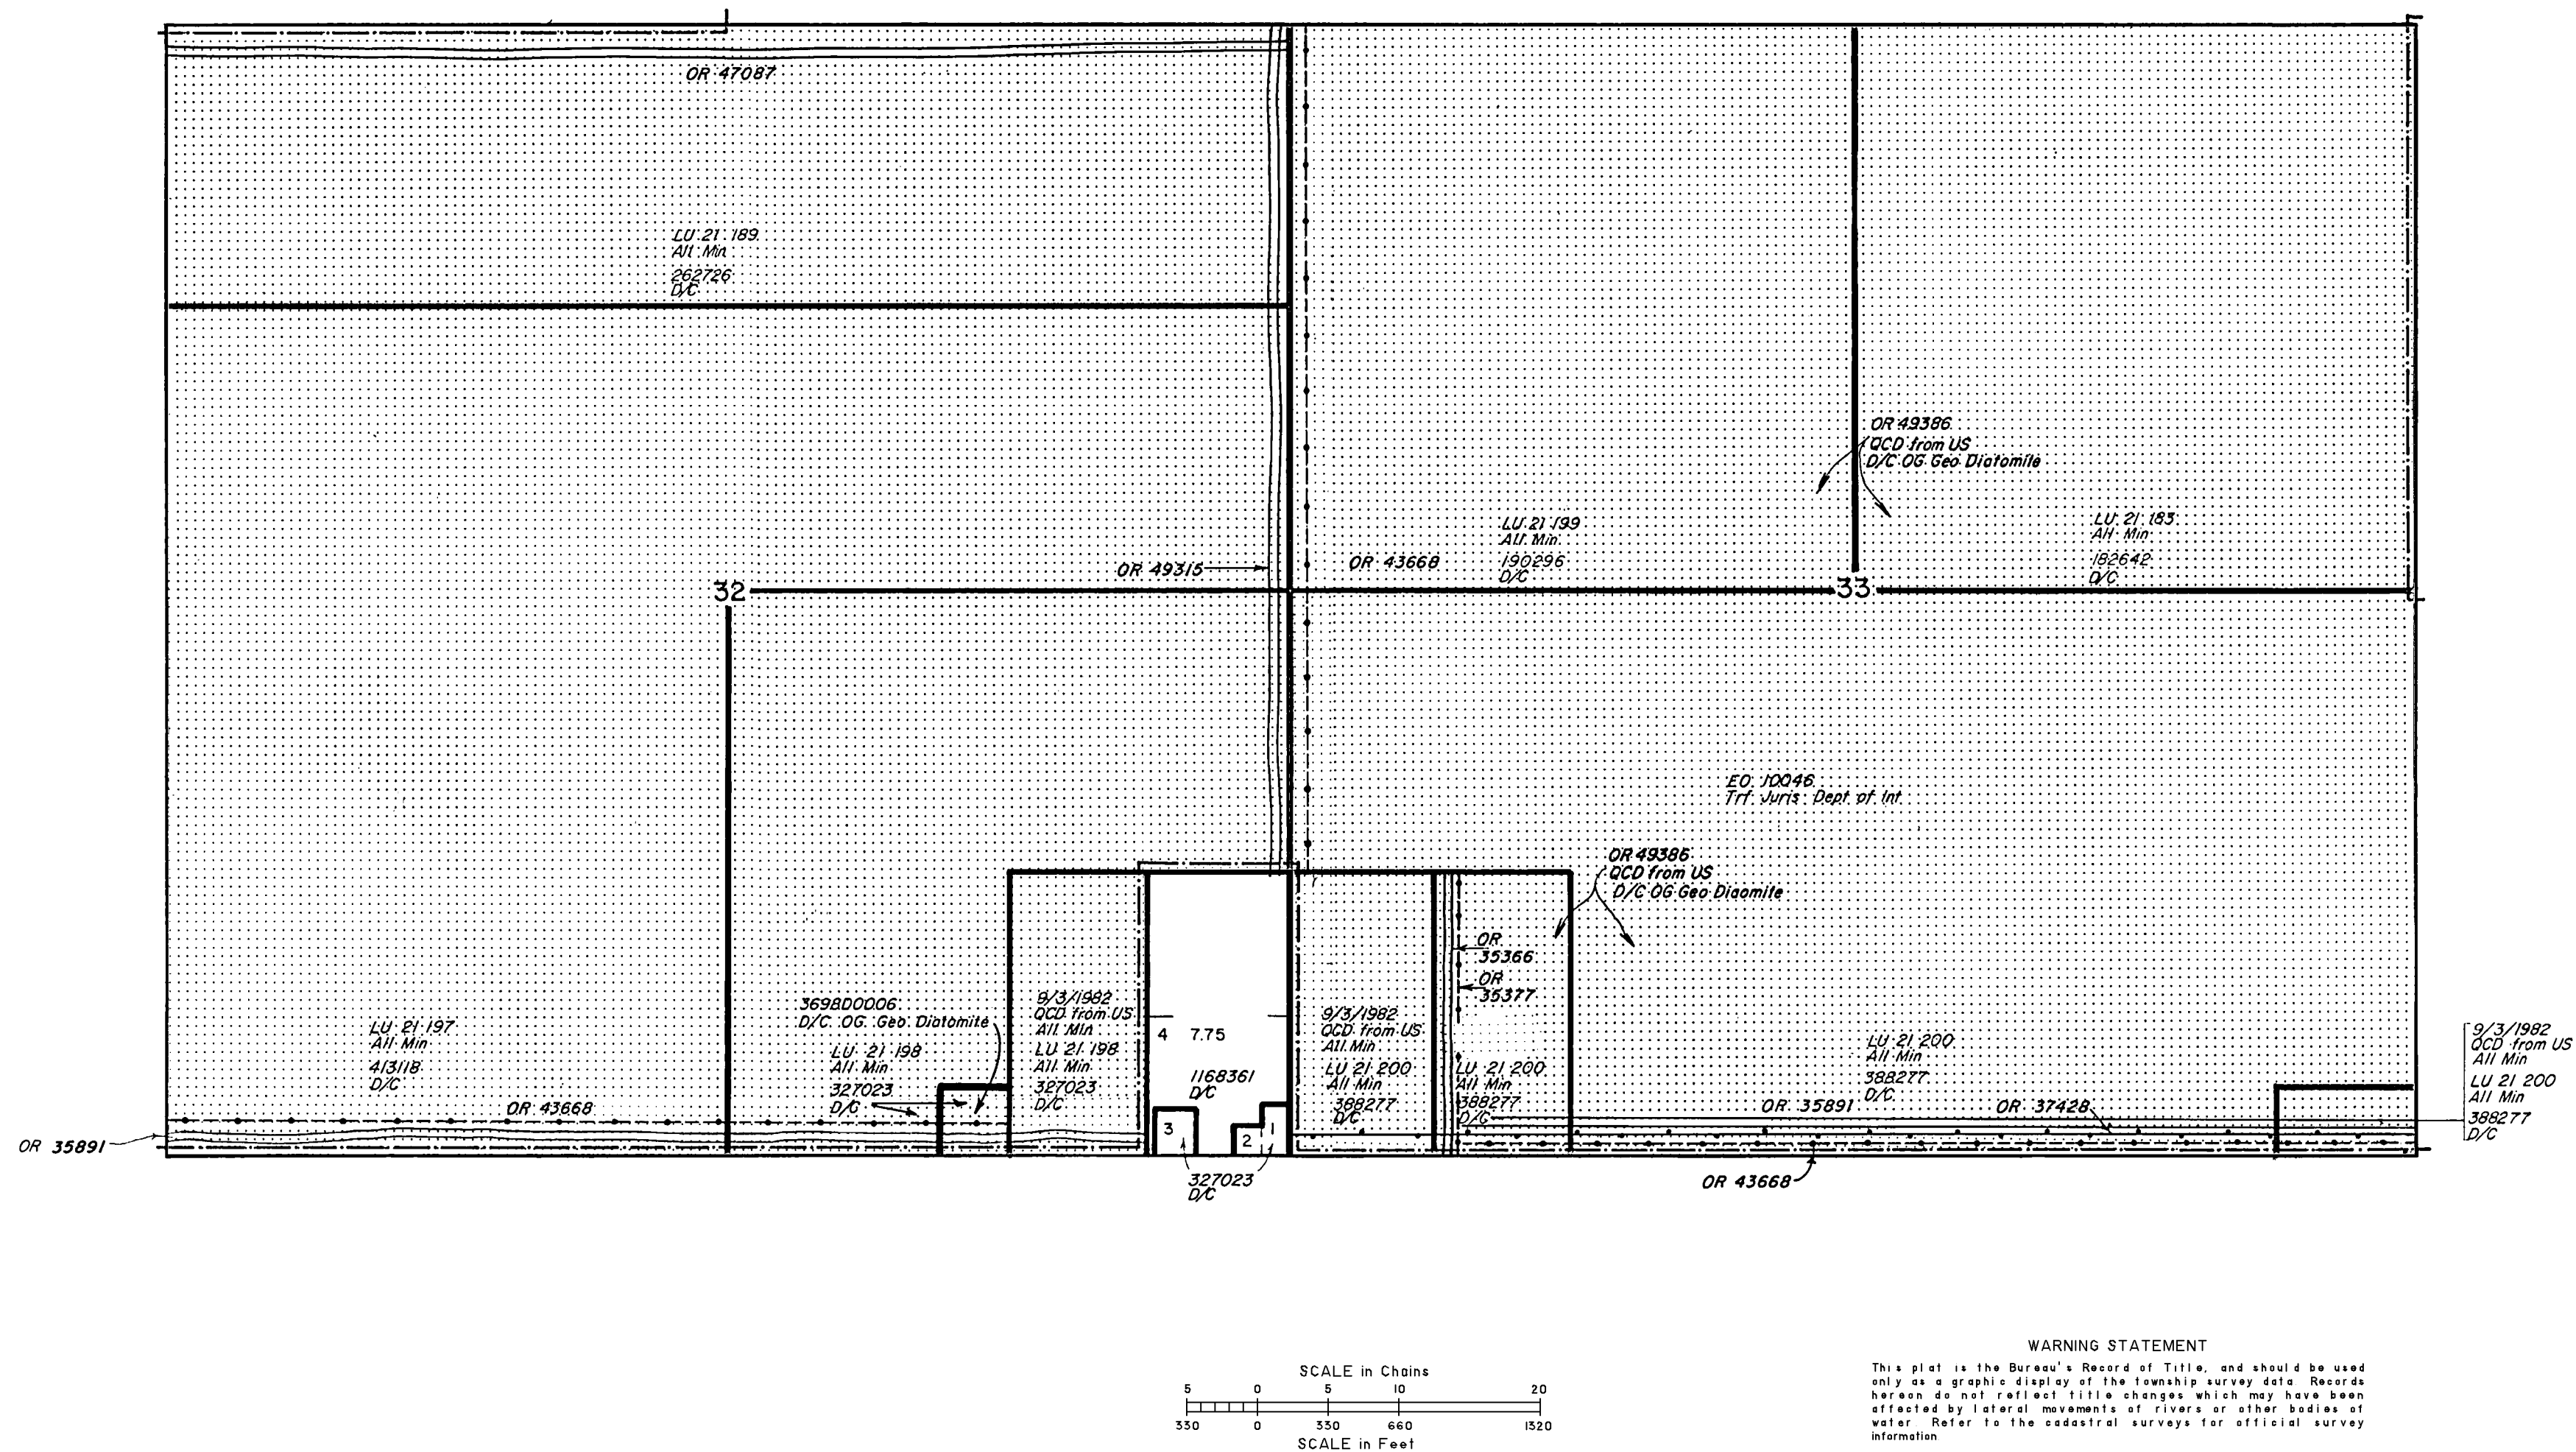 OR 47087
LU 21 189
All Min
262726
D/C
OR 49386
QCD from US
D/C OG Geo Diatomite
LU 21 199
All Min
190296
D/C
LU 21 183
All Min
182642
D/C
OR 49315
OR 43668
32
33
EO 10046
Trf Juris Dept of Int
OR 49386
QCD from US
D/C OG Geo Diaomite
OR
35366
OR
35377
369800006
D/C OG Geo Diatomite
LU 21 197
All Min
413118
D/C
LU 21 198
All Min
327023
D/C
9/3/1982
QCD from US
All Min
LU 21 198
All Min
327023
D/C
4 7.75
1168361
D/C
3
2
1
327023
D/C
9/3/1982
QCD from US
All Min
LU 21 200
All Min
388277
D/C
LU 21 200
All Min
388277
D/C
LU 21 200
All Min
388277
D/C
OR 43668
OR 35891
OR 35891
OR 37428
OR 43668
9/3/1982
QCD from US
All Min
LU 21 200
All Min
388277
D/C
SCALE in Chains
5 0 5 10 20
330 0 330 660 1320
SCALE in Feet
WARNING STATEMENT
This plat is the Bureau's Record of Title, and should be used
only as a graphic display of the township survey data Records
hereon do not reflect title changes which may have been
affected by lateral movements of rivers or other bodies of
water Refer to the cadastral surveys for official survey
information